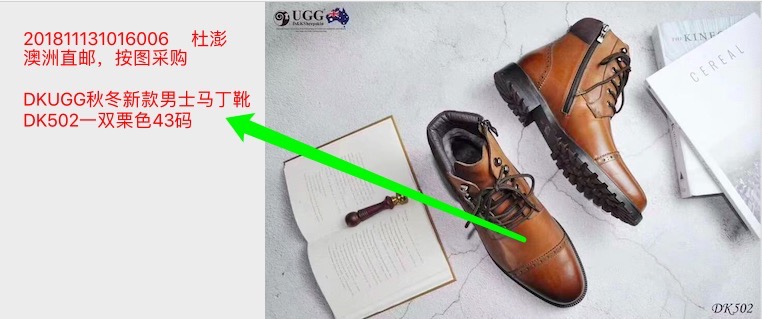 201811131016006 杜澎
澳洲直邮，按图采购
DKUGG秋冬新款男士马丁靴
DK502一双栗色43码
UGG
THE
KINF
CEREAL
DK502